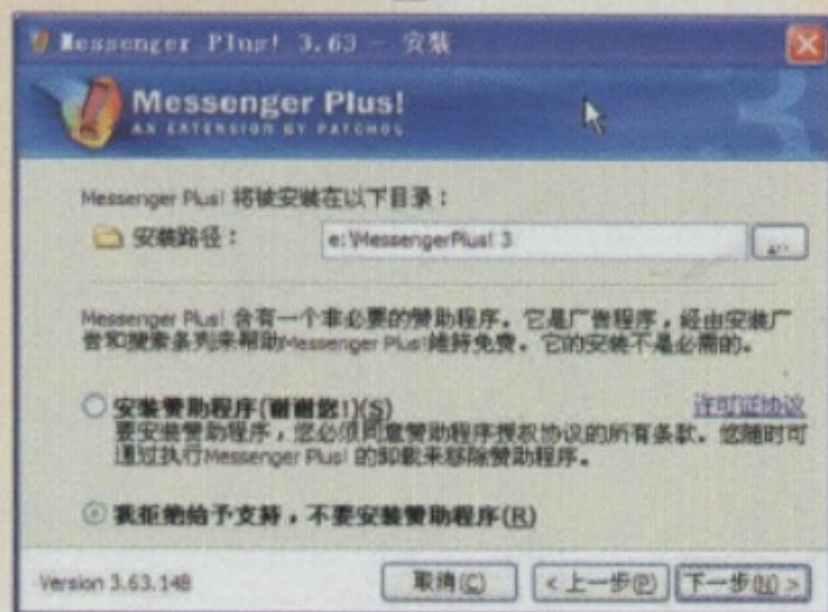 Messenger Plus! 3.63 - 安装
Messenger Plus!
AN EXTENSION BY PATCHOU
Messenger Plus! 将被安装在以下目录：
安装路径： e:\MessengerPlus! 3 ...
Messenger Plus! 含有一个非必要的赞助程序。它是广告程序，经由安装广
告和搜索条列来帮助Messenger Plus!维持免费。它的安装不是必需的。
安装赞助程序(谢谢您!)(S) 许可证协议
要安装赞助程序，您必须同意赞助程序授权协议的所有条款。您随时可
通过执行Messenger Plus! 的卸载来移除赞助程序。
我拒绝给予支持，不要安装赞助程序(R)
Version 3.63.148 取消(C) <上一步(P) 下一步(N)>